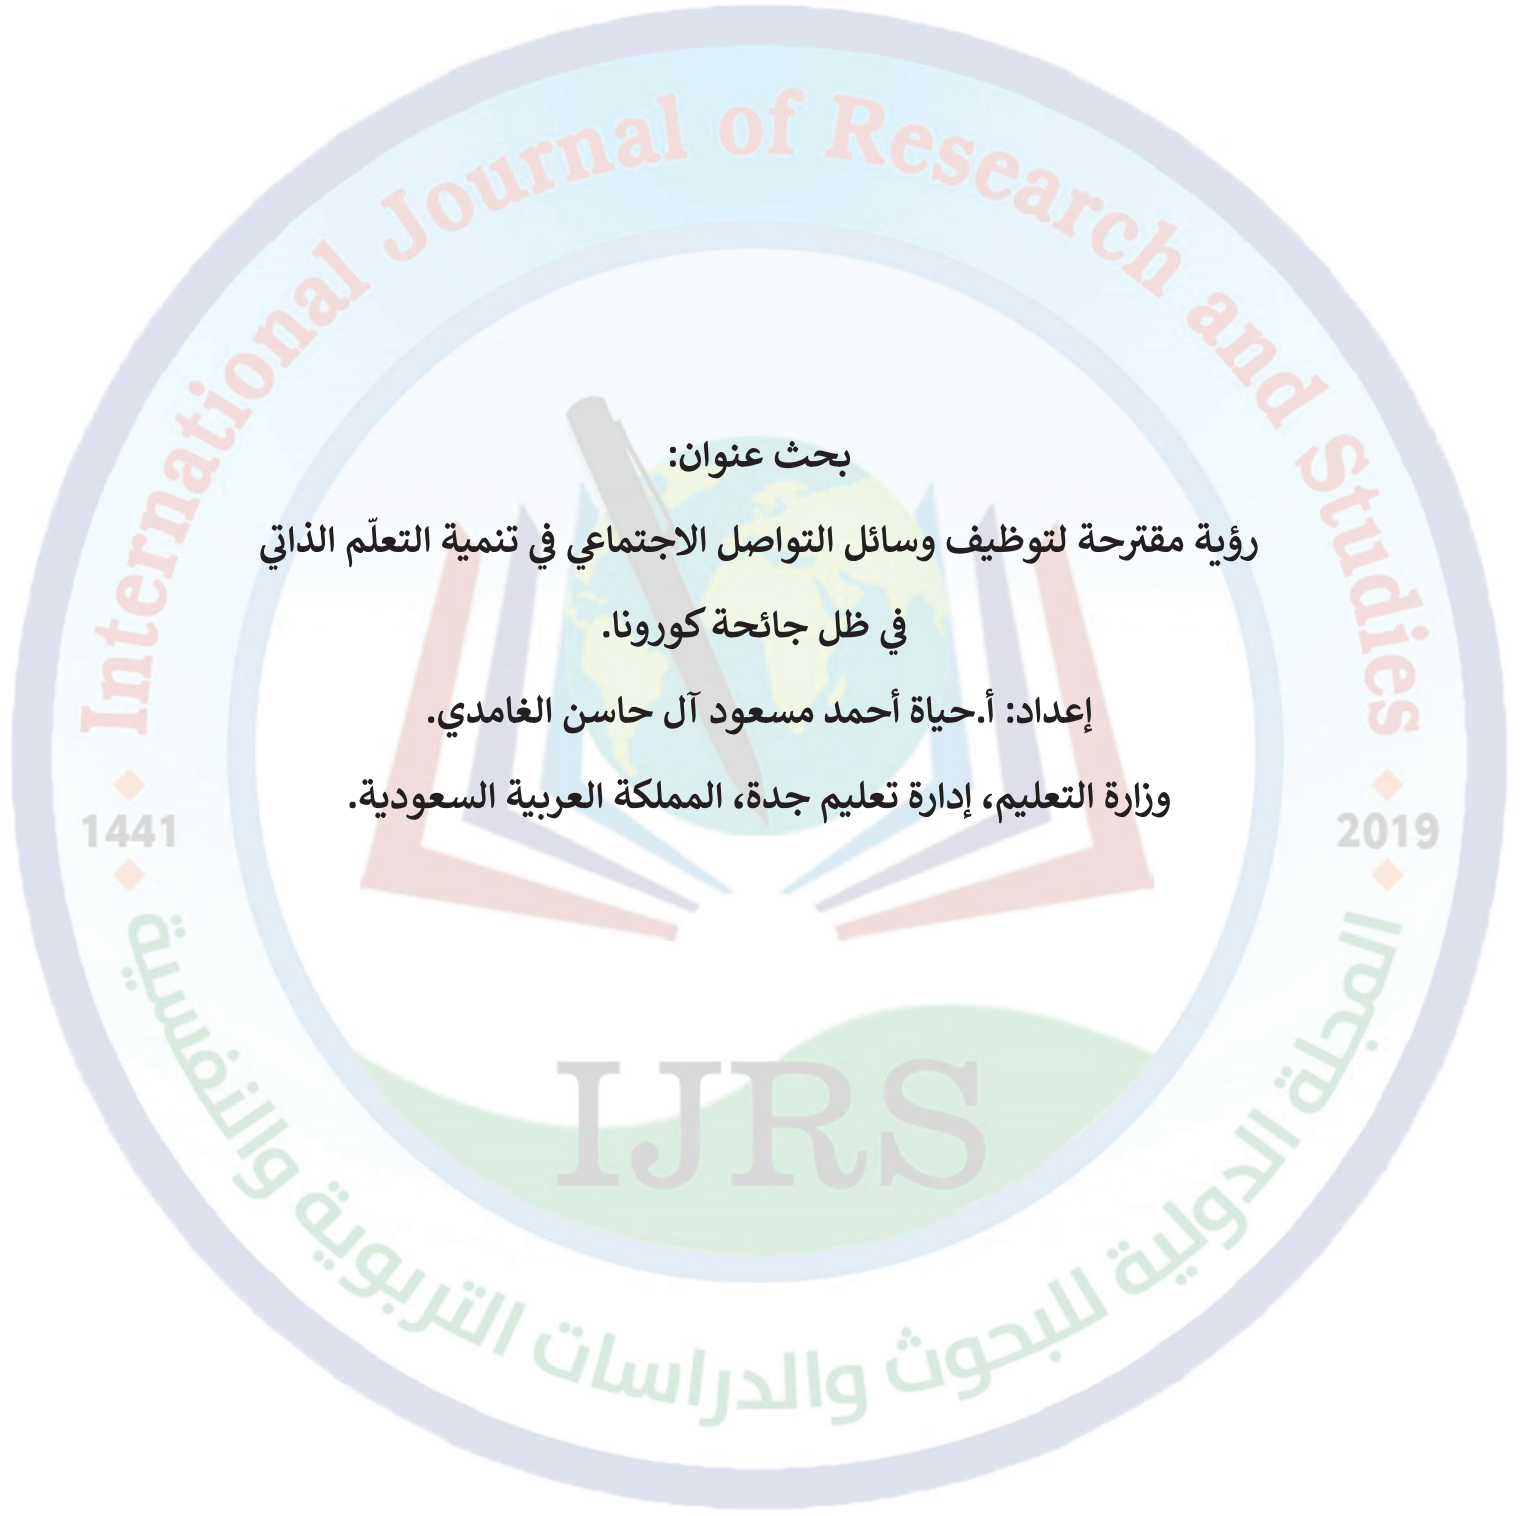 International Journal of Research and Studies
بحث عنوان:
رؤية مقترحة لتوظيف وسائل التواصل الاجتماعي في تنمية التعلّم الذاتي
في ظل جائحة كورونا.
إعداد: أ.حياة أحمد مسعود آل حاسن الغامدي.
وزارة التعليم، إدارة تعليم جدة، المملكة العربية السعودية.
1441
2019
IJRS
المجلة الدولية للبحوث والدراسات التربوية والنفسية